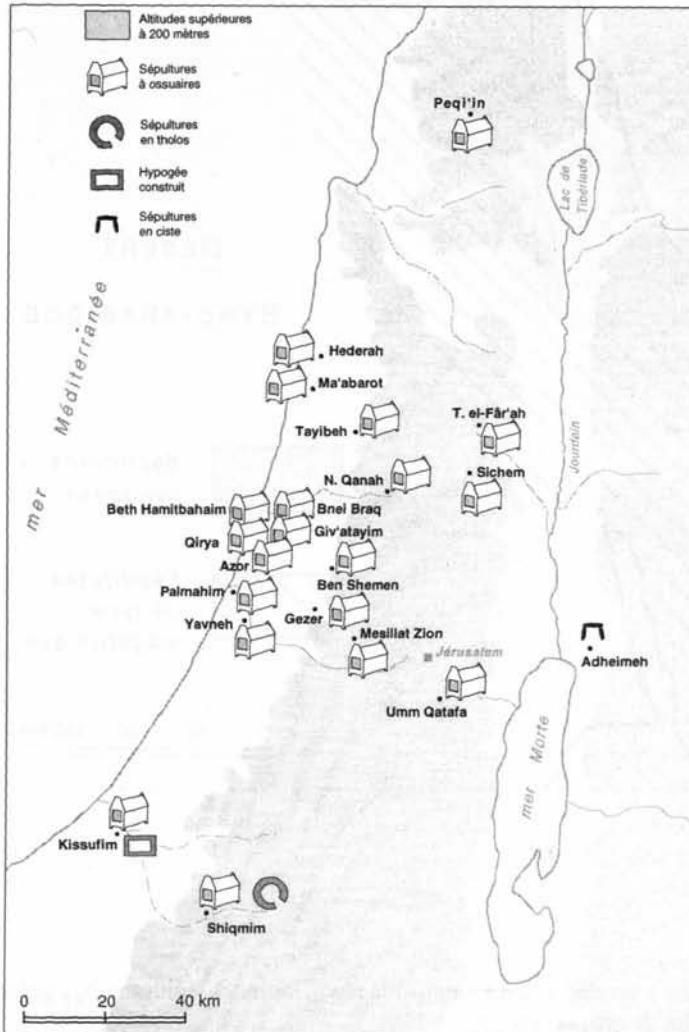 Altitudes supérieures
à 200 mètres
Sépultures
à ossuaires
Sépultures
en tholos
Hypogée
construit
Sépultures
en ciste
Peqi'in
Lac de
Tibériade
mer Méditerranée
Hederah
Ma'abarot
Tayibeh
T. el-Fâr'ah
Jourdain
Sichem
N. Qanah
Beth Hamitbahaim
Bnei Braq
Qirya
Giv'atayim
Azor
Ben Shemen
Palmahim
Gezer
Yavneh
Mesillat Zion
Jérusalem
Adheimeh
Umm Qatafa
mer Morte
Kissufim
Shiqmim
0 20 40 km